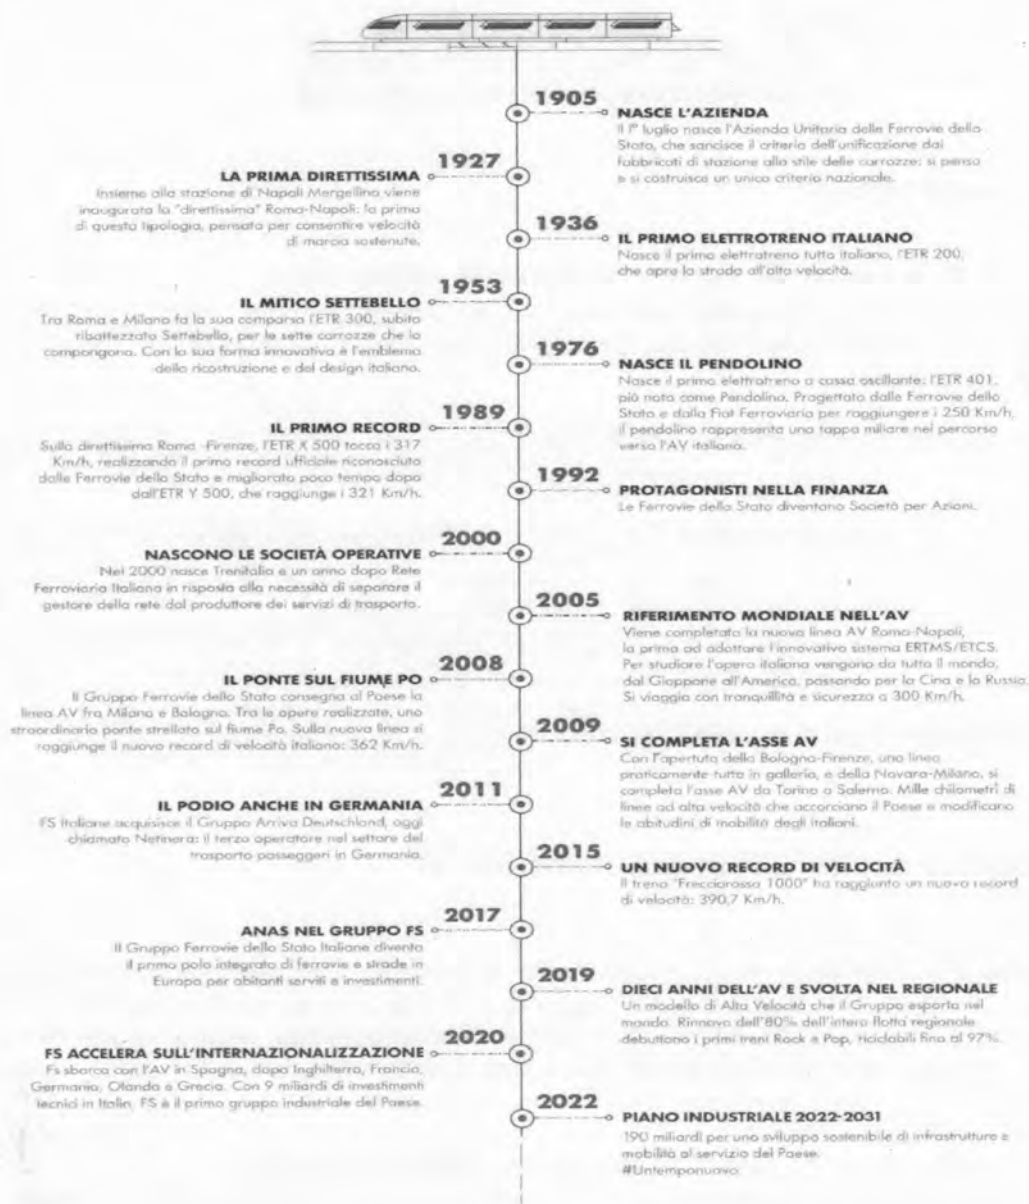 1905
NASCE L'AZIENDA
Il 1° luglio nasce l'Azienda Unitaria delle Ferrovie dello
Stato, che sancisce il criterio dell'unificazione dai
fabbricati di stazione allo stile delle carrozze: si pensa
e si costruisce un unico criterio nazionale.
1927
LA PRIMA DIRETTISSIMA
Insieme alla stazione di Napoli Mergellina viene
inaugurata la "direttissima" Roma-Napoli: la prima
di questa tipologia, pensata per consentire velocità
di marcia sostenute.
1936
IL PRIMO ELETTROTRENO ITALIANO
Nasce il primo elettrotreno tutto italiano, l'ETR 200,
che apre la strada all'alta velocità.
1953
IL MITICO SETTEBELLO
Tra Roma e Milano fa la sua comparsa l'ETR 300, subito
ribattezzato Settebello, per le sette carrozze che lo
compongono. Con la sua forma innovativa è l'emblema
della ricostruzione e del design italiano.
1976
NASCE IL PENDOLINO
Nasce il primo elettrotreno a cassa oscillante: l'ETR 401,
più noto come Pendolino. Progettato dalle Ferrovie dello
Stato e dalla Fiat Ferroviaria per raggiungere i 250 Km/h,
il pendolino rappresenta una tappa miliare nel percorso
verso l'AV italiana.
1989
IL PRIMO RECORD
Sulla direttissima Roma -Firenze, l'ETR X 500 tocca i 317
Km/h, realizzando il primo record ufficiale riconosciuto
dalle Ferrovie dello Stato e migliorato poco tempo dopo
dall'ETR Y 500, che raggiunge i 321 Km/h.
1992
PROTAGONISTI NELLA FINANZA
Le Ferrovie dello Stato diventano Società per Azioni.
2000
NASCONO LE SOCIETÀ OPERATIVE
Nel 2000 nasce Trenitalia e un anno dopo Rete
Ferroviaria Italiana in risposta alla necessità di separare il
gestore della rete dal produttore dei servizi di trasporto.
2005
RIFERIMENTO MONDIALE NELL'AV
Viene completata la nuova linea AV Roma-Napoli,
la prima ad adottare l'innovativo sistema ERTMS/ETCS.
Per studiare l'opera italiana vengono da tutto il mondo,
dal Giappone all'America, passando per la Cina e la Russia.
Si viaggia con tranquillità e sicurezza a 300 Km/h.
2008
IL PONTE SUL FIUME PO
Il Gruppo Ferrovie dello Stato consegna al Paese la
linea AV fra Milano e Bologna. Tra le opere realizzate, uno
straordinario ponte strallato sul fiume Po. Sulla nuova linea si
raggiunge il nuovo record di velocità italiano: 362 Km/h.
2009
SI COMPLETA L'ASSE AV
Con l'apertuta della Bologna-Firenze, una linea
praticamente tutta in galleria, e della Novara-Milano, si
completa l'asse AV da Torino a Salerno. Mille chilometri di
linee ad alta velocità che accorciano il Paese e modificano
le abitudini di mobilità degli italiani.
2011
IL PODIO ANCHE IN GERMANIA
FS Italiane acquisisce il Gruppo Arriva Deutschland, oggi
chiamato Netinera: il terzo operatore nel settore del
trasporto passeggeri in Germania.
2015
UN NUOVO RECORD DI VELOCITÀ
Il treno "Frecciarossa 1000" ha raggiunto un nuovo record
di velocità: 390,7 Km/h.
2017
ANAS NEL GRUPPO FS
Il Gruppo Ferrovie dello Stato Italiane diventa
il primo polo integrato di ferrovie e strade in
Europa per abitanti serviti e investimenti.
2019
DIECI ANNI DELL'AV E SVOLTA NEL REGIONALE
Un modello di Alta Velocità che il Gruppo esporta nel
mondo. Rinnovo dell'80% dell'intera flotta regionale
debuttano i primi treni Rock e Pop, riciclabili fino al 97%.
2020
FS ACCELERA SULL'INTERNAZIONALIZZAZIONE
Fs sbarca con l'AV in Spagna, dopo Inghilterra, Francia,
Germania, Olanda e Grecia. Con 9 miliardi di investimenti
tecnici in Italia, FS è il primo gruppo industriale del Paese.
2022
PIANO INDUSTRIALE 2022-2031
190 miliardi per uno sviluppo sostenibile di infrastrutture e
mobilità al servizio del Paese.
#Untemponuovo